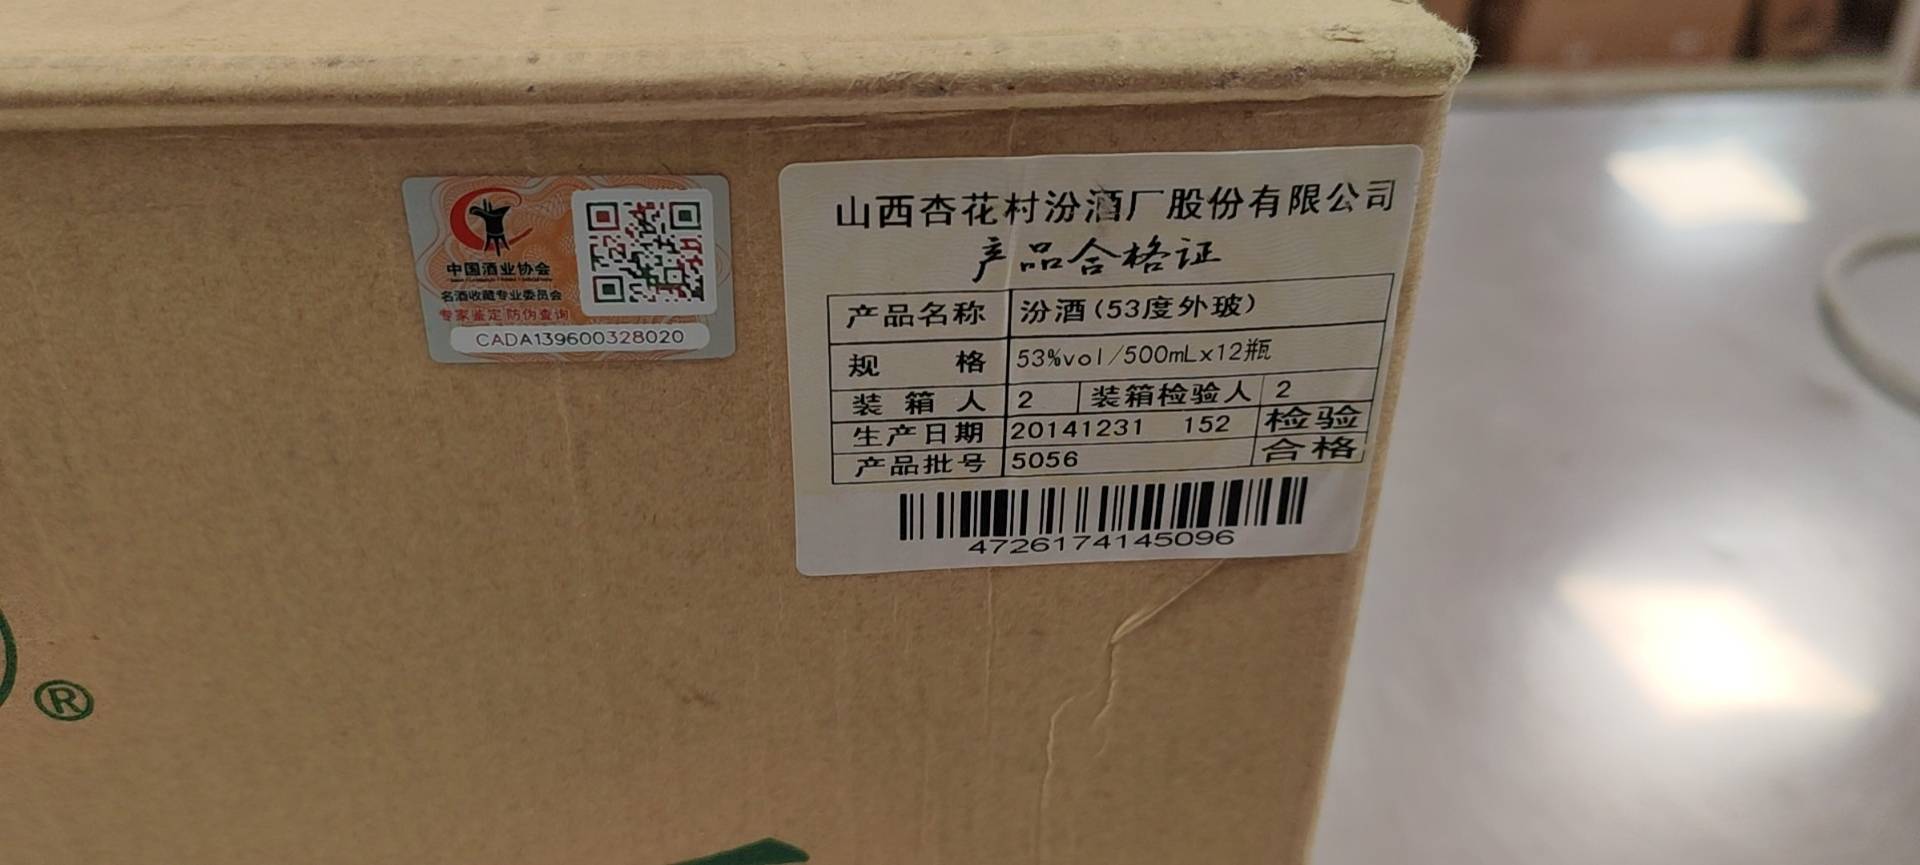 中国酒业协会
名酒收藏专业委员会
专家鉴定 防伪查询
CADA139600328020
山西杏花村汾酒厂股份有限公司
产品合格证
产品名称 汾酒(53度外玻)
规 格 53%vol/500mLx12瓶
装 箱 人 2 装箱检验人 2
生产日期 20141231 152 检验
产品批号 5056 合格
4726174145096
®